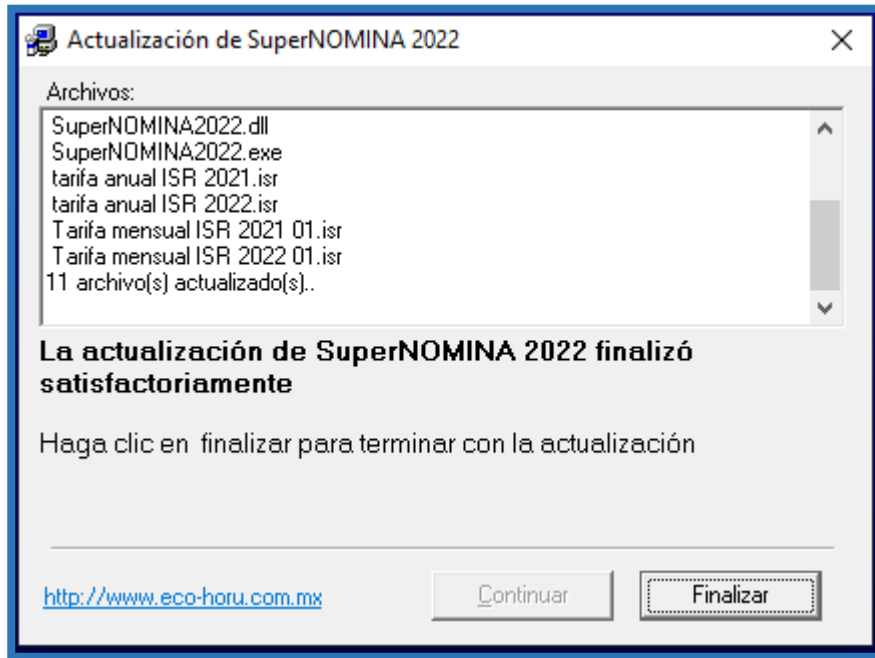 Actualización de SuperNOMINA 2022
Archivos:
SuperNOMINA2022.dll
SuperNOMINA2022.exe
tarifa anual ISR 2021.isr
tarifa anual ISR 2022.isr
Tarifa mensual ISR 2021 01.isr
Tarifa mensual ISR 2022 01.isr
11 archivo(s) actualizado(s)..
La actualización de SuperNOMINA 2022 finalizó
satisfactoriamente
Haga clic en finalizar para terminar con la actualización
http://www.eco-horu.com.mx
Continuar
Finalizar